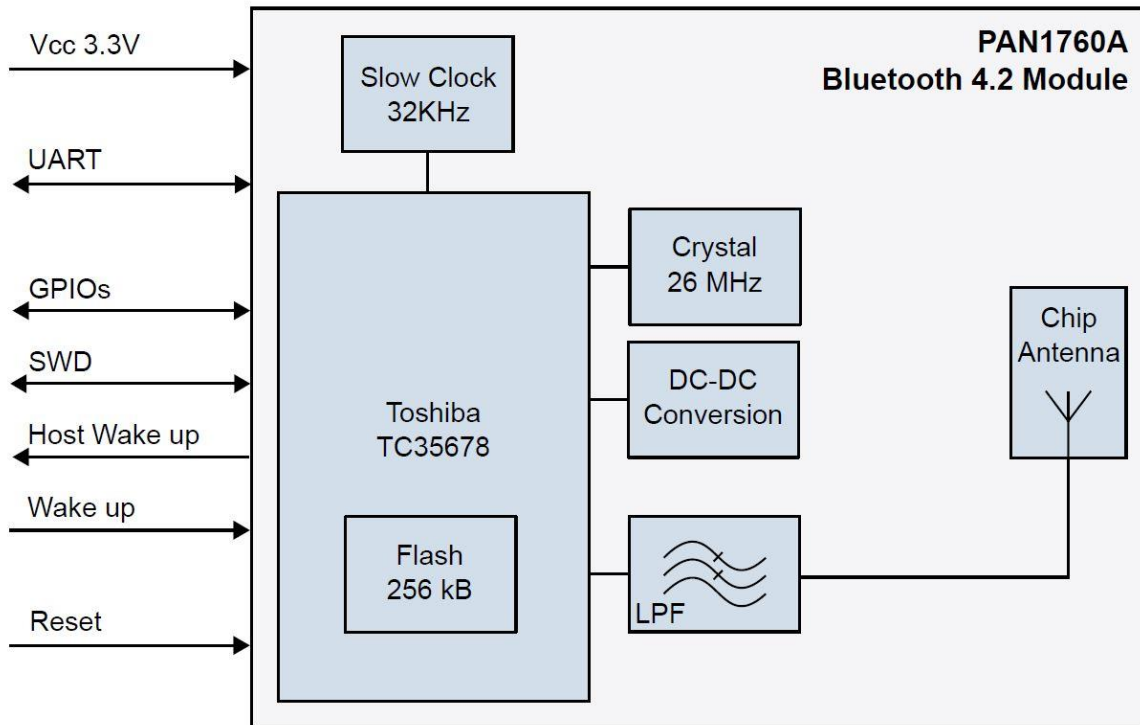 Vcc 3.3V
UART
GPIOs
SWD
Host Wake up
Wake up
Reset
PAN1760A
Bluetooth 4.2 Module
Slow Clock
32KHz
Toshiba
TC35678
Flash
256 kB
Crystal
26 MHz
DC-DC
Conversion
LPF
Chip
Antenna